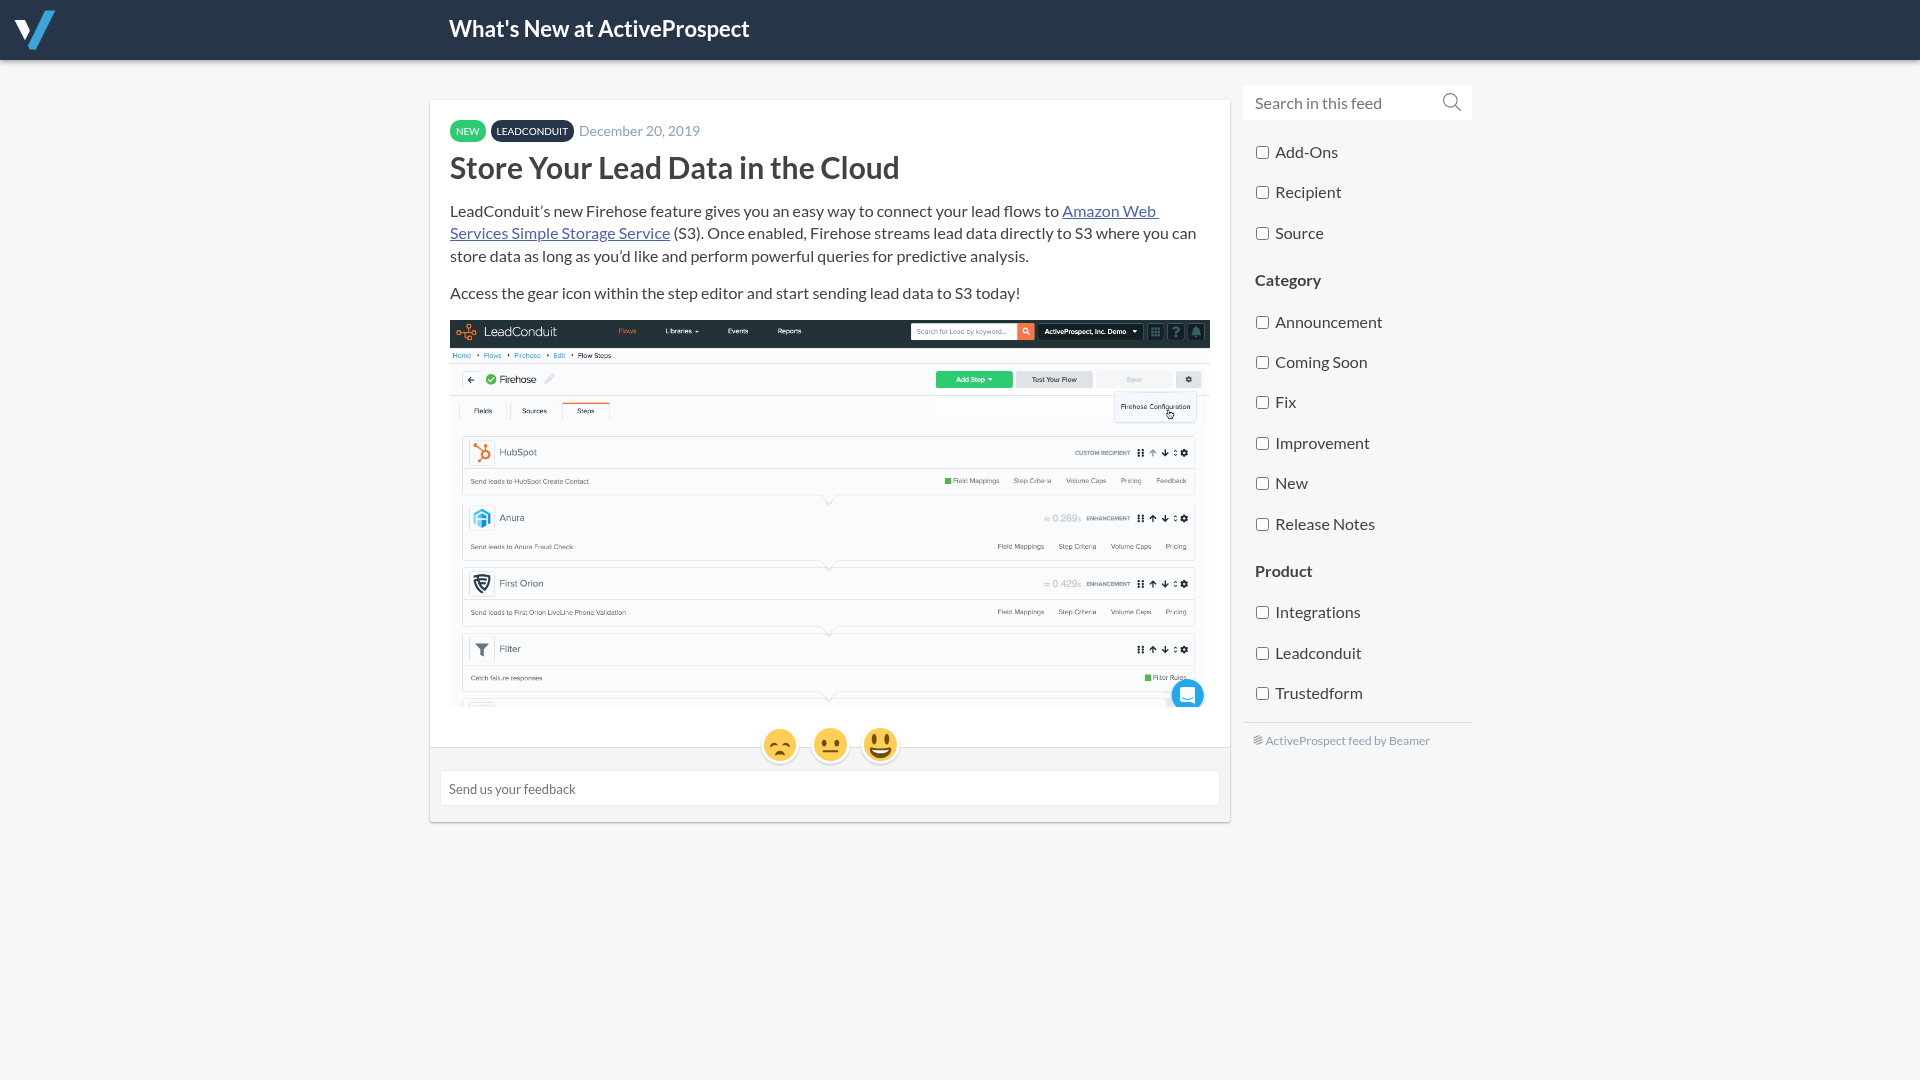 What's New at ActiveProspect
NEW LEADCONDUIT December 20, 2019
Store Your Lead Data in the Cloud
LeadConduit’s new Firehose feature gives you an easy way to connect your lead flows to Amazon Web
Services Simple Storage Service (S3). Once enabled, Firehose streams lead data directly to S3 where you can
store data as long as you’d like and perform powerful queries for predictive analysis.
Access the gear icon within the step editor and start sending lead data to S3 today!
LeadConduit Flows Libraries Events Reports Search for Lead by keyword... ActiveProspect, Inc. Demo
Home Flows Firehose Edit Flow Steps
Firehose Add Step Test Your Flow Save
Firehose Configuration
Fields Sources Steps
HubSpot CUSTOM RECIPIENT
Send leads to HubSpot Create Contact Field Mappings Step Criteria Volume Caps Pricing Feedback
Anura ≈ 0.269s ENHANCEMENT
Send leads to Anura Fraud Check Field Mappings Step Criteria Volume Caps Pricing
First Orion ≈ 0.429s ENHANCEMENT
Send leads to First Orion LiveLine Phone Validation Field Mappings Step Criteria Volume Caps Pricing
Filter
Catch failure responses Filter Rules
Send us your feedback
Search in this feed
Add-Ons
Recipient
Source
Category
Announcement
Coming Soon
Fix
Improvement
New
Release Notes
Product
Integrations
Leadconduit
Trustedform
ActiveProspect feed by Beamer